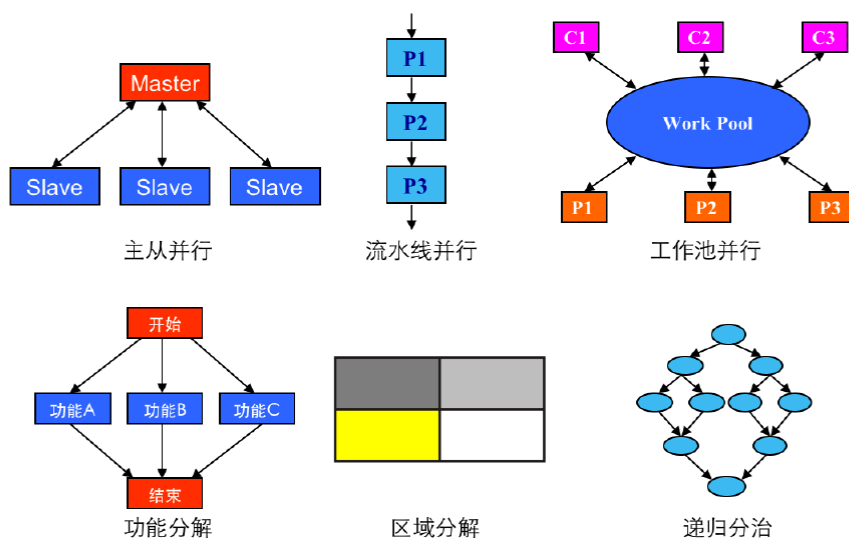 Master
Slave
Slave
Slave
主从并行
P1
P2
P3
流水线并行
C1
C2
C3
Work Pool
P1
P2
P3
工作池并行
开始
功能A
功能B
功能C
结束
功能分解
区域分解
递归分治